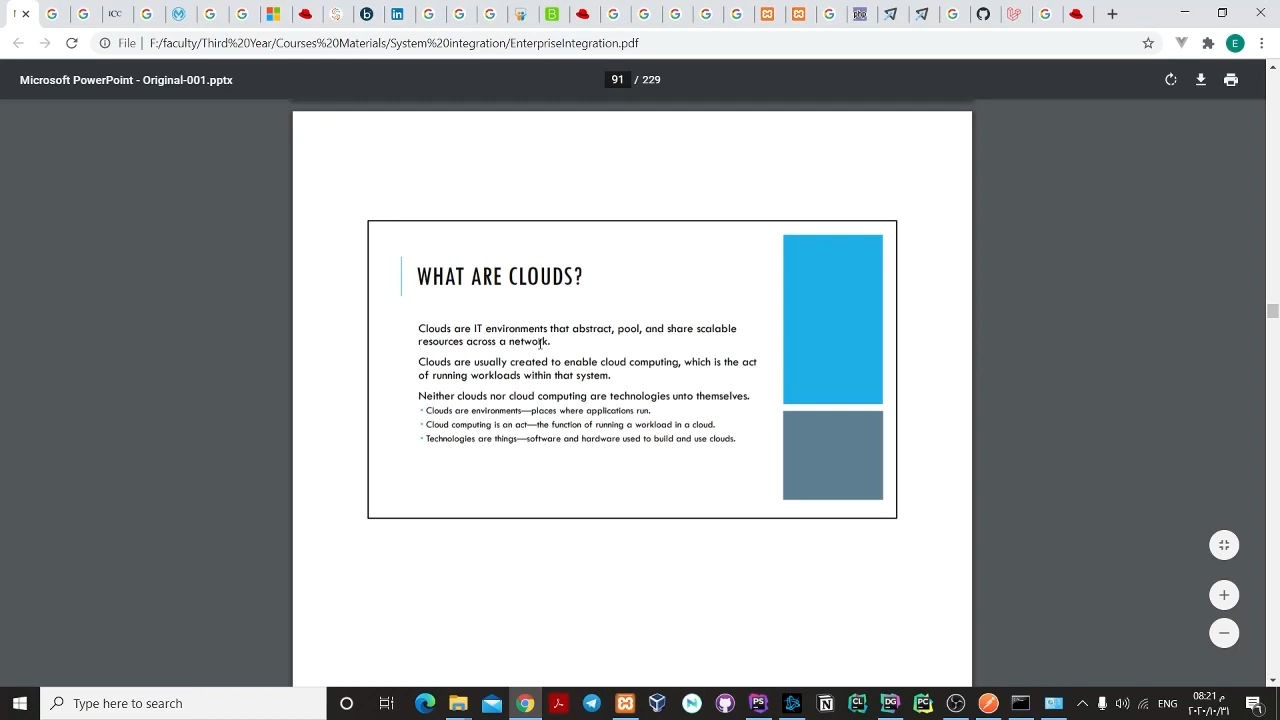 ICC
File | F:/faculty/Third%20Year/Courses%20Materials/System%20integration/EnterpriseIntegration.pdf
E
Microsoft PowerPoint - Original-001.pptx
91 / 229
WHAT ARE CLOUDS?
Clouds are IT environments that abstract, pool, and share scalable
resources across a network.
Clouds are usually created to enable cloud computing, which is the act
of running workloads within that system.
Neither clouds nor cloud computing are technologies unto themselves.
Clouds are environments—places where applications run.
Cloud computing is an act—the function of running a workload in a cloud.
Technologies are things—software and hardware used to build and use clouds.
Type here to search
ENG
08:21